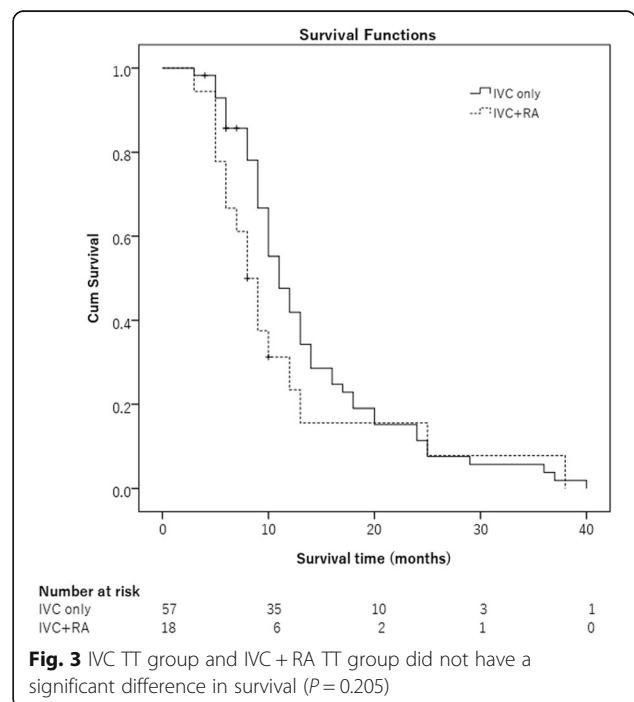 Survival Functions
IVC only
IVC+RA
1.0
0.8
0.6
0.4
0.2
0.0
Cum Survival
0 10 20 30 40
Survival time (months)
Number at risk
IVC only 57 35 10 3 1
IVC+RA 18 6 2 1 0
Fig. 3 IVC TT group and IVC + RA TT group did not have a
significant difference in survival (P = 0.205)